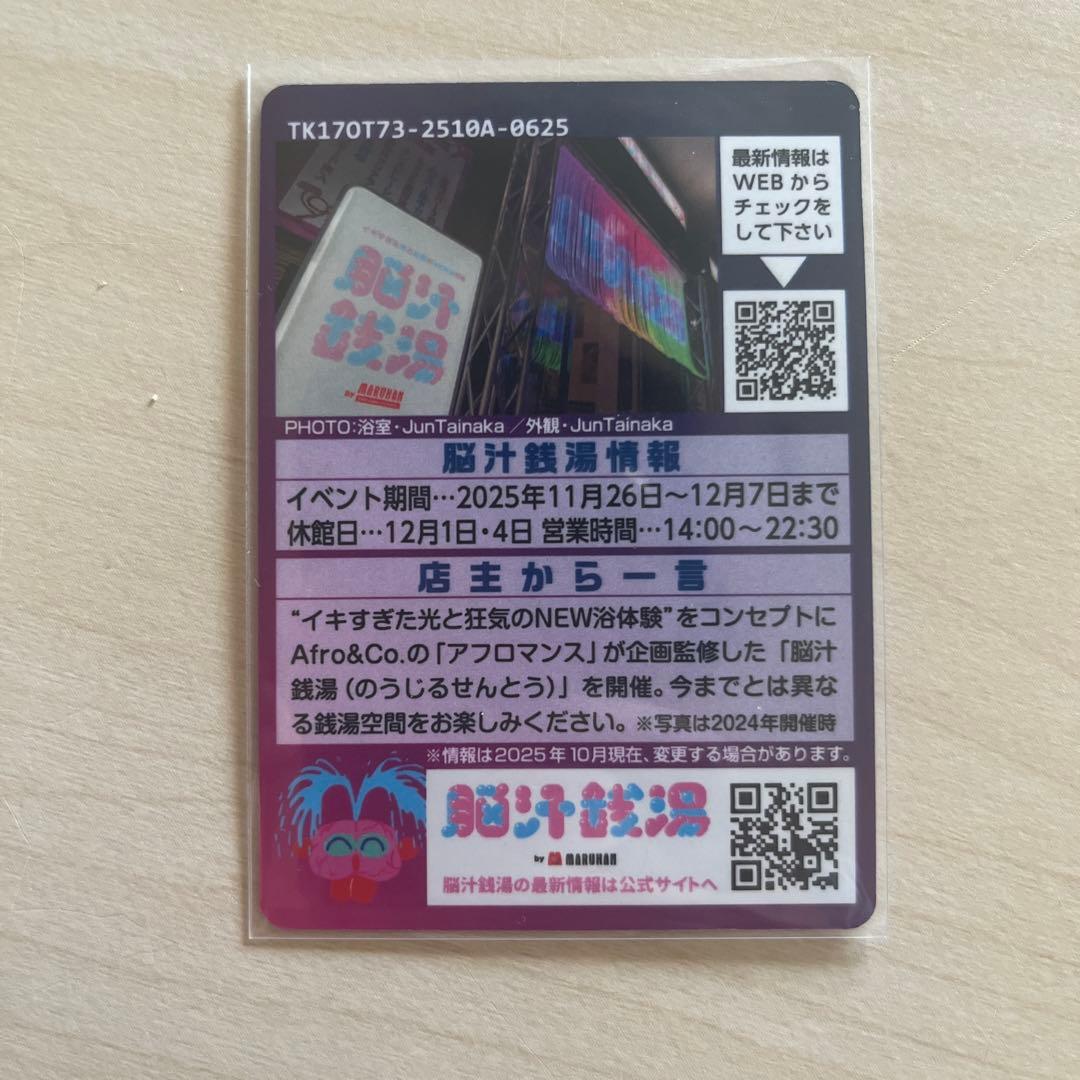 TK17OT73-2510A-0625
最新情報は
WEBから
チェックを
して下さい
脳汁
銭湯
BY MARUHAN
PHOTO:浴室・JunTainaka／外観・JunTainaka
脳汁銭湯情報
イベント期間…2025年11月26日～12月7日まで
休館日…12月1日・4日 営業時間…14:00～22:30
店主から一言
“イキすぎた光と狂気のNEW浴体験”をコンセプトに
Afro&Co.の「アフロマンス」が企画監修した「脳汁
銭湯（のうじるせんとう）」を開催。今までとは異な
る銭湯空間をお楽しみください。※写真は2024年開催時
※情報は2025年10月現在、変更する場合があります。
脳汁銭湯
by MARUHAN
脳汁銭湯の最新情報は公式サイトへ